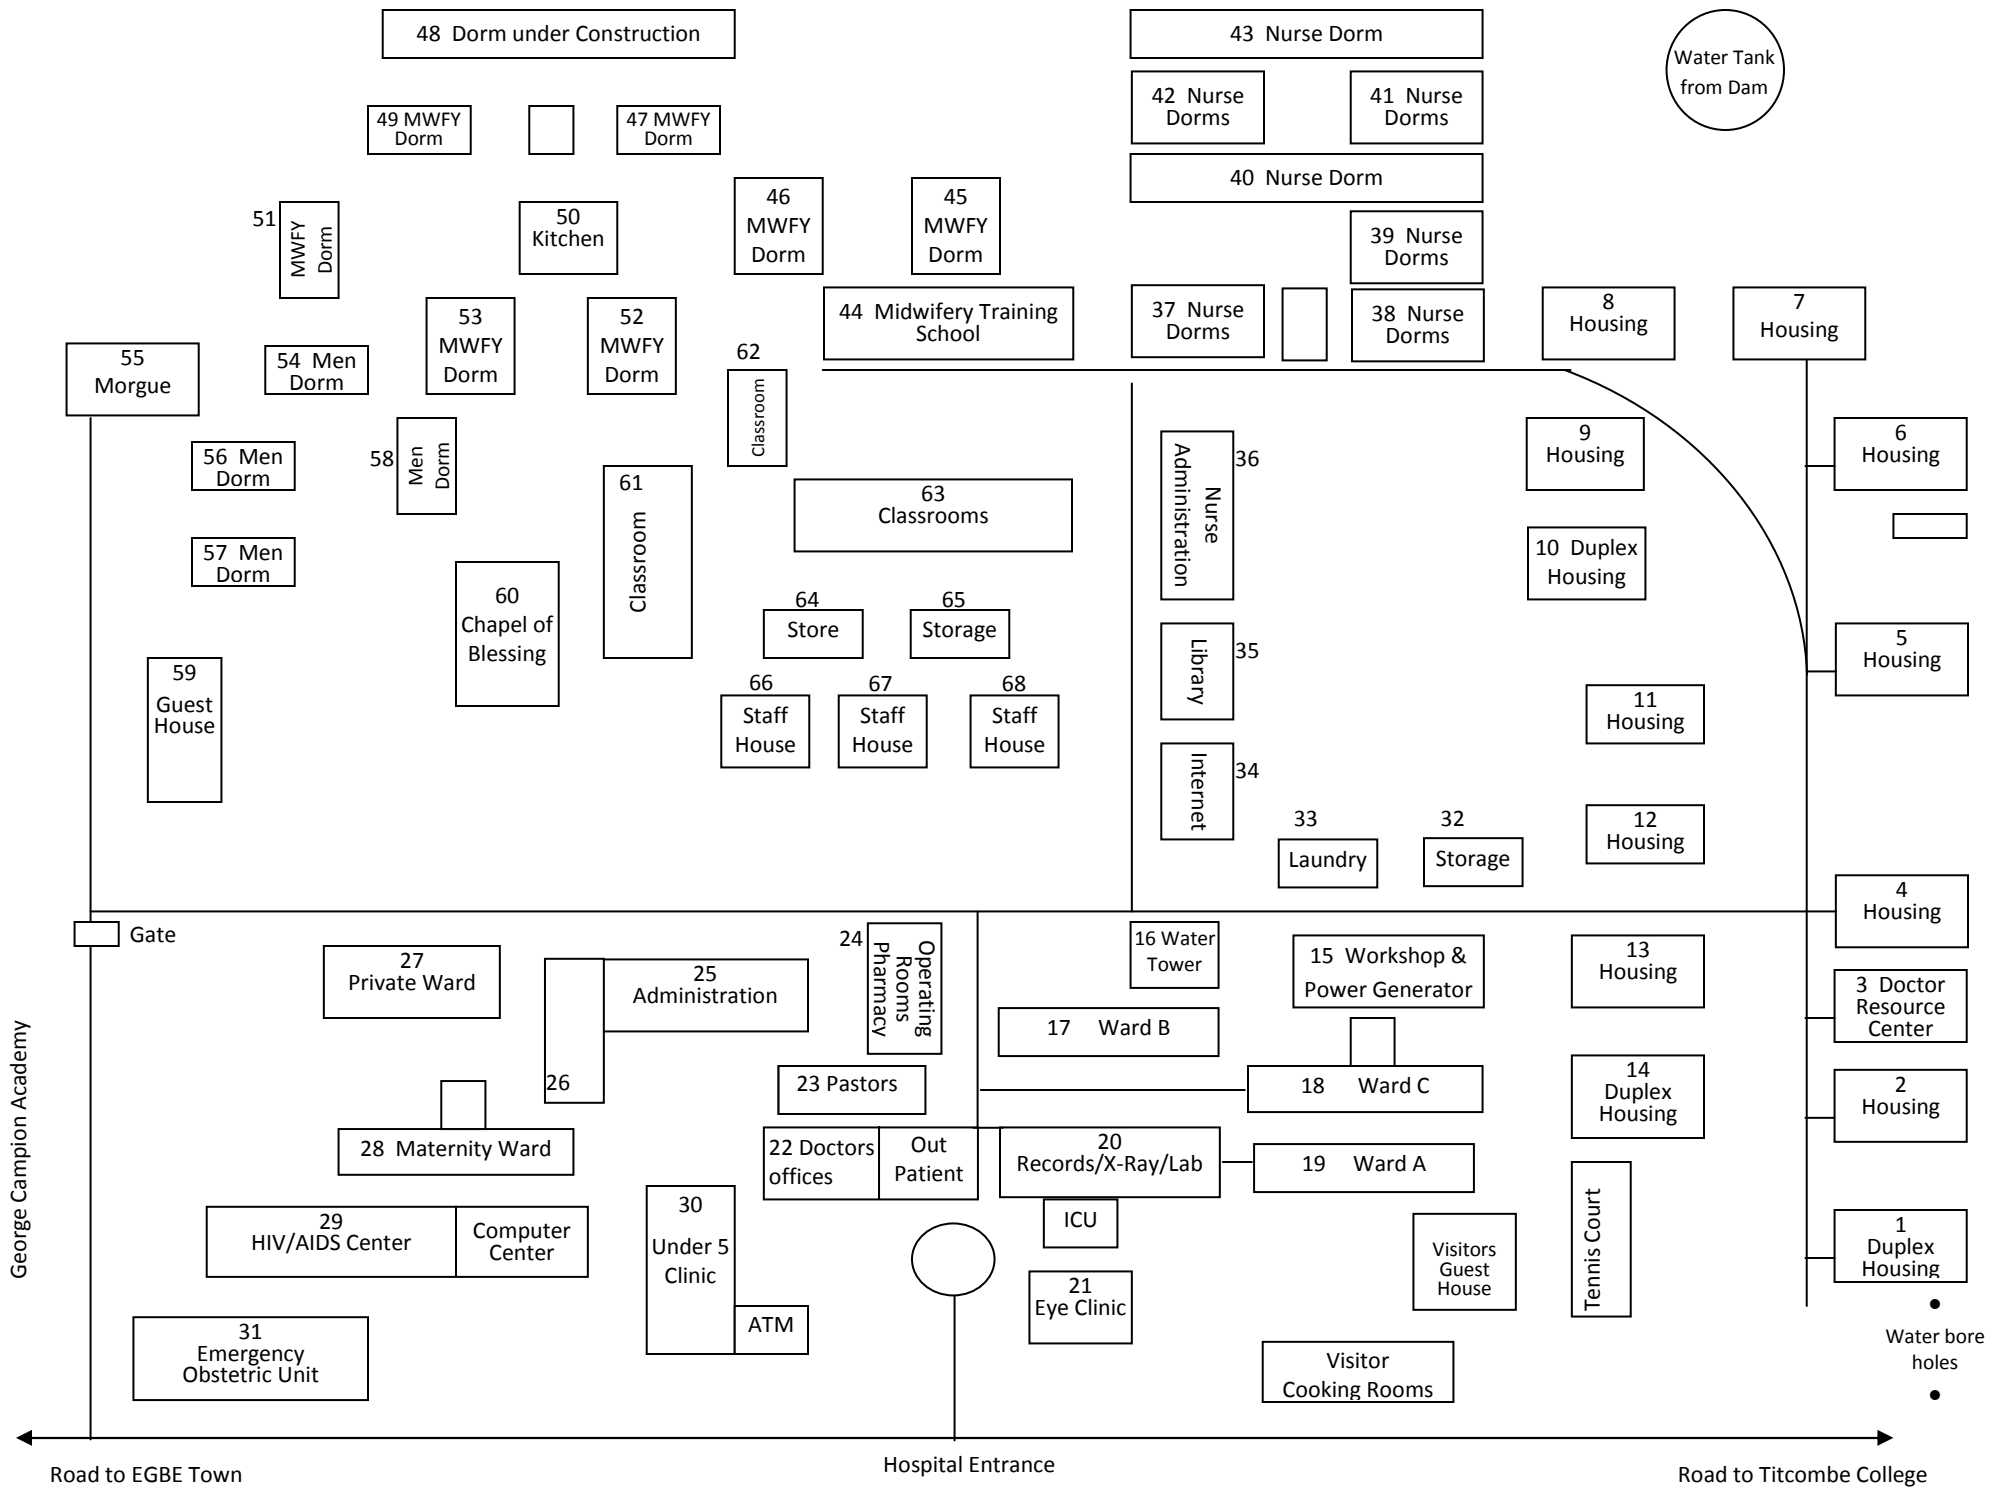 48 Dorm under Construction
43 Nurse Dorm
Water Tank
from Dam
42 Nurse
Dorms
41 Nurse
Dorms
49 MWFY
Dorm
47 MWFY
Dorm
40 Nurse Dorm
46
MWFY
Dorm
45
MWFY
Dorm
51
MWFY
Dorm
50
Kitchen
39 Nurse
Dorms
53
MWFY
Dorm
52
MWFY
Dorm
44 Midwifery Training
School
37 Nurse
Dorms
38 Nurse
Dorms
8
Housing
7
Housing
55
Morgue
54 Men
Dorm
62
Classroom
56 Men
Dorm
58
Men
Dorm
61
Classroom
63
Classrooms
36
Nurse
Administration
9
Housing
6
Housing
57 Men
Dorm
60
Chapel of
Blessing
10 Duplex
Housing
64
Store
65
Storage
35
Library
5
Housing
59
Guest
House
66
Staff
House
67
Staff
House
68
Staff
House
11
Housing
34
Internet
33
Laundry
32
Storage
12
Housing
4
Housing
Gate
27
Private Ward
25
Administration
26
24
Operating
Rooms
Pharmacy
16 Water
Tower
15 Workshop &
Power Generator
13
Housing
3 Doctor
Resource
Center
17 Ward B
23 Pastors
18 Ward C
14
Duplex
Housing
2
Housing
28 Maternity Ward
22 Doctors
offices
Out
Patient
20
Records/X-Ray/Lab
19 Ward A
George Campion Academy
29
HIV/AIDS Center
Computer
Center
30
Under 5
Clinic
ATM
ICU
21
Eye Clinic
Visitors
Guest
House
Tennis Court
1
Duplex
Housing
31
Emergency
Obstetric Unit
Visitor
Cooking Rooms
Water bore
holes
Road to EGBE Town
Hospital Entrance
Road to Titcombe College